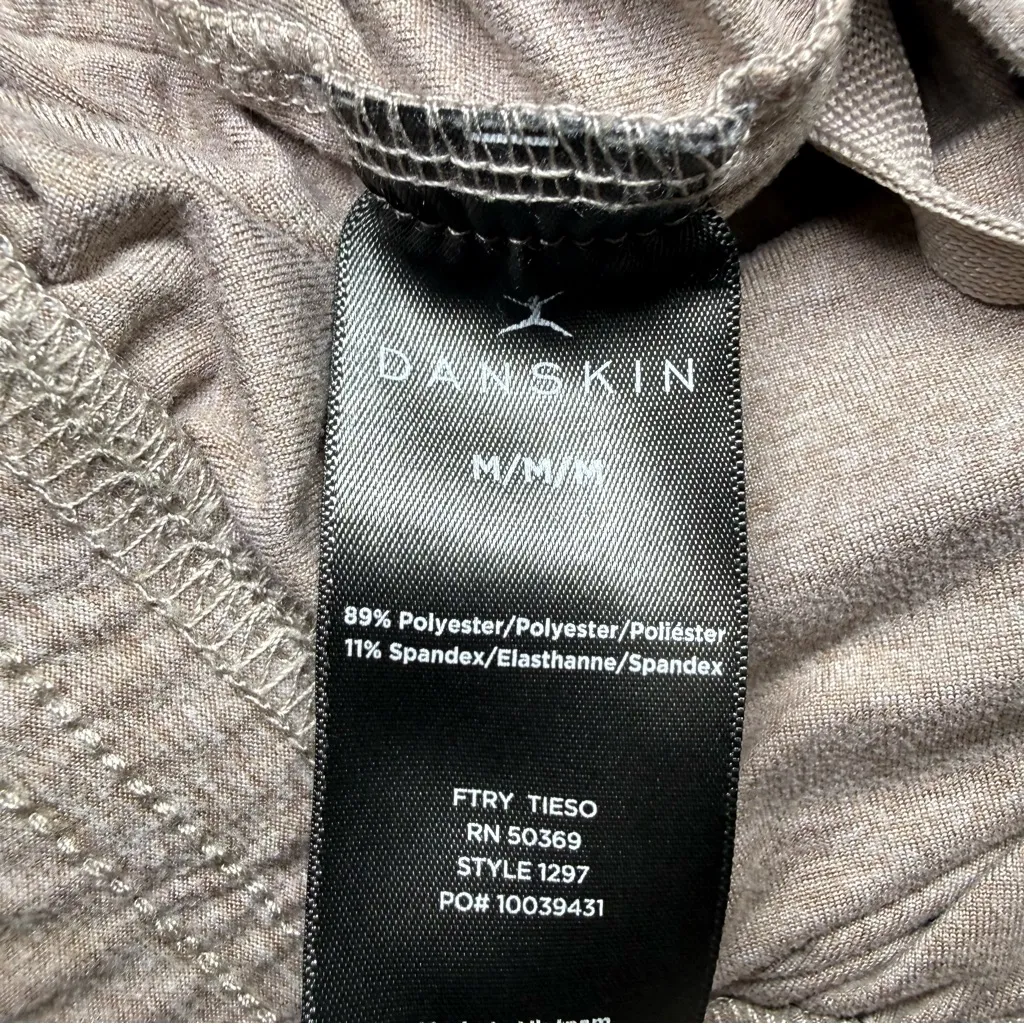 DANSKIN
M/M/M
89% Polyester/Polyester/Poliéster
11% Spandex/Elasthanne/Spandex
FTRY TIESO
RN 50369
STYLE 1297
PO# 10039431